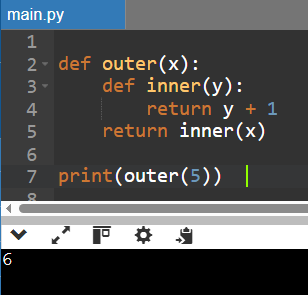 main.py
1
2 def outer(x):
3     def inner(y):
4         return y + 1
5     return inner(x)
6
7 print(outer(5))
8
6